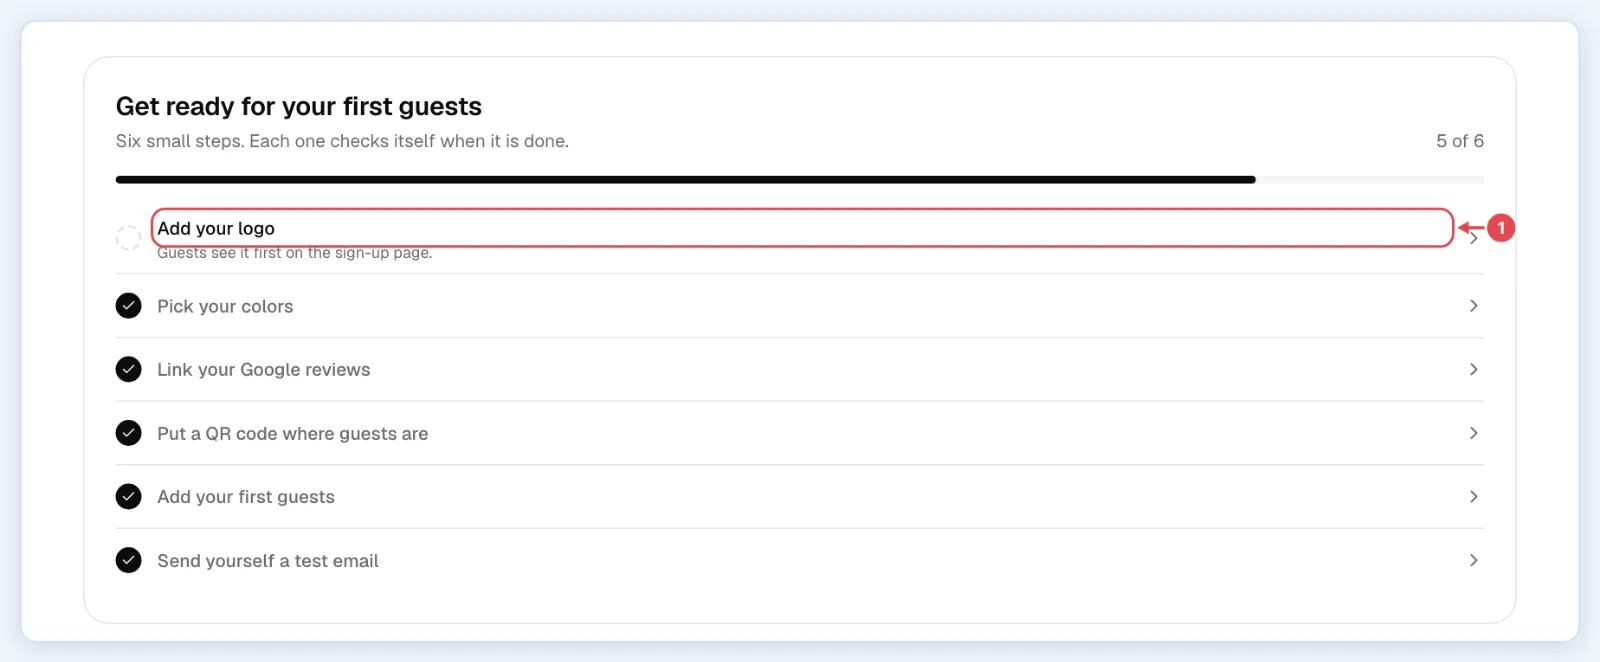 Get ready for your first guests
Six small steps. Each one checks itself when it is done.
5 of 6
Add your logo
1
Guests see it first on the sign-up page.
Pick your colors
Link your Google reviews
Put a QR code where guests are
Add your first guests
Send yourself a test email